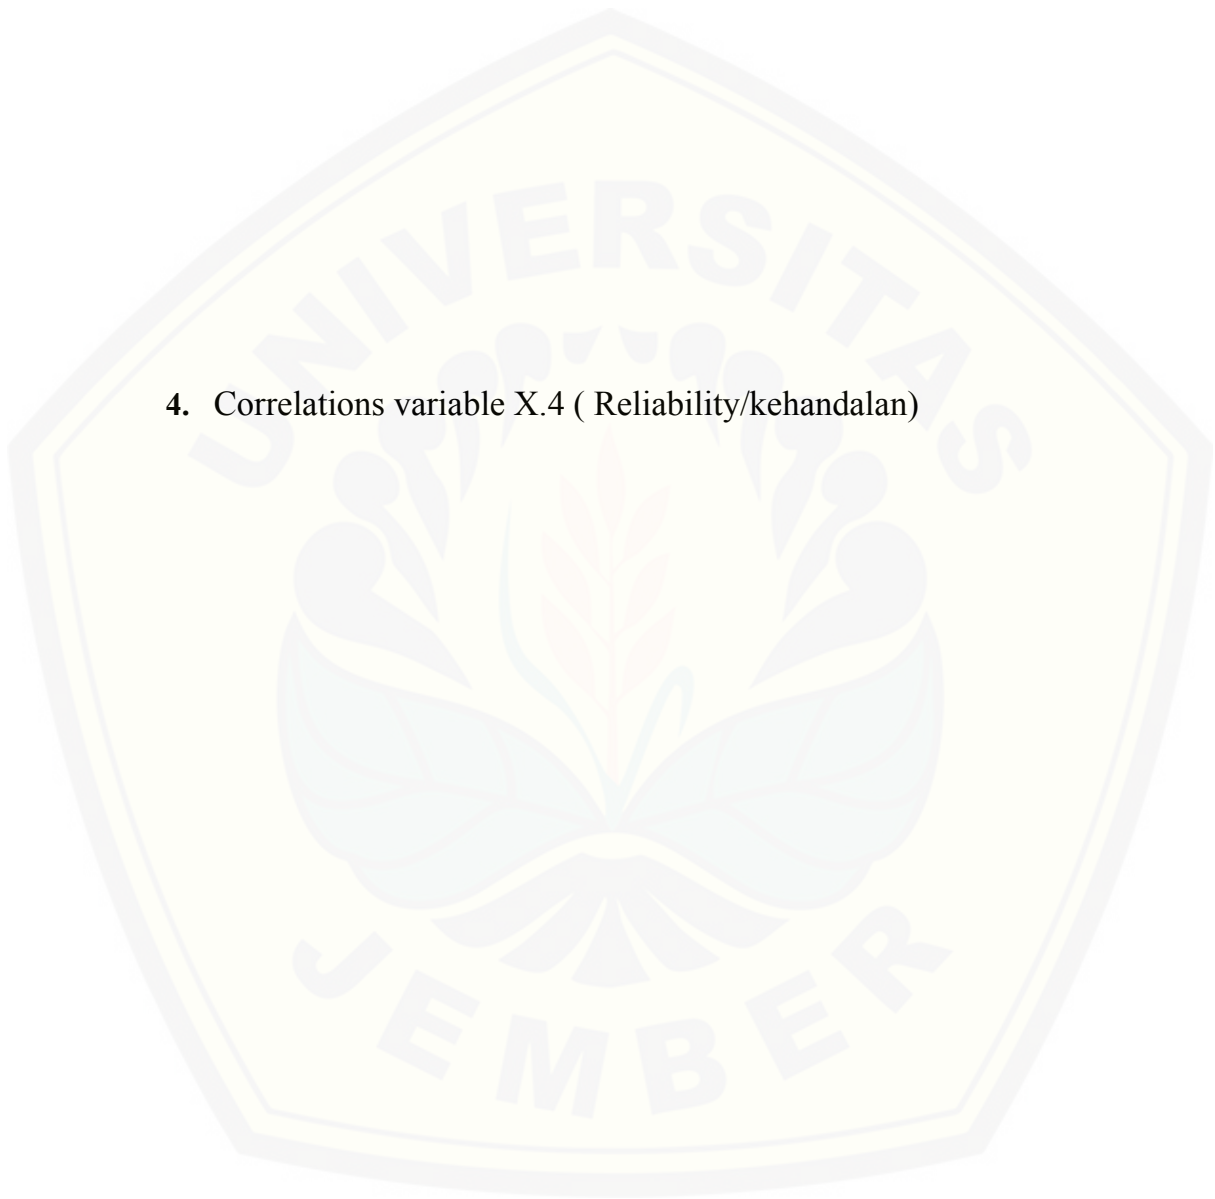 UNIVERSITAS
4. Correlations variable X.4 ( Reliability/kehandalan)
JEMBER